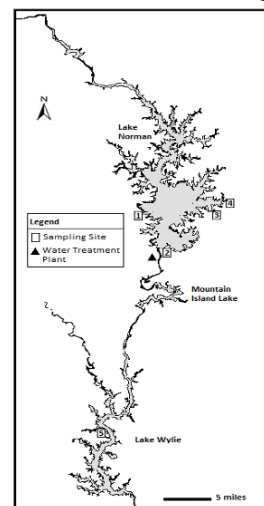 N
Lake
Norman
4
1
3
Legend
Sampling Site
Water Treatment
Plant
2
Mountain
Island Lake
5
Lake Wylie
5 miles